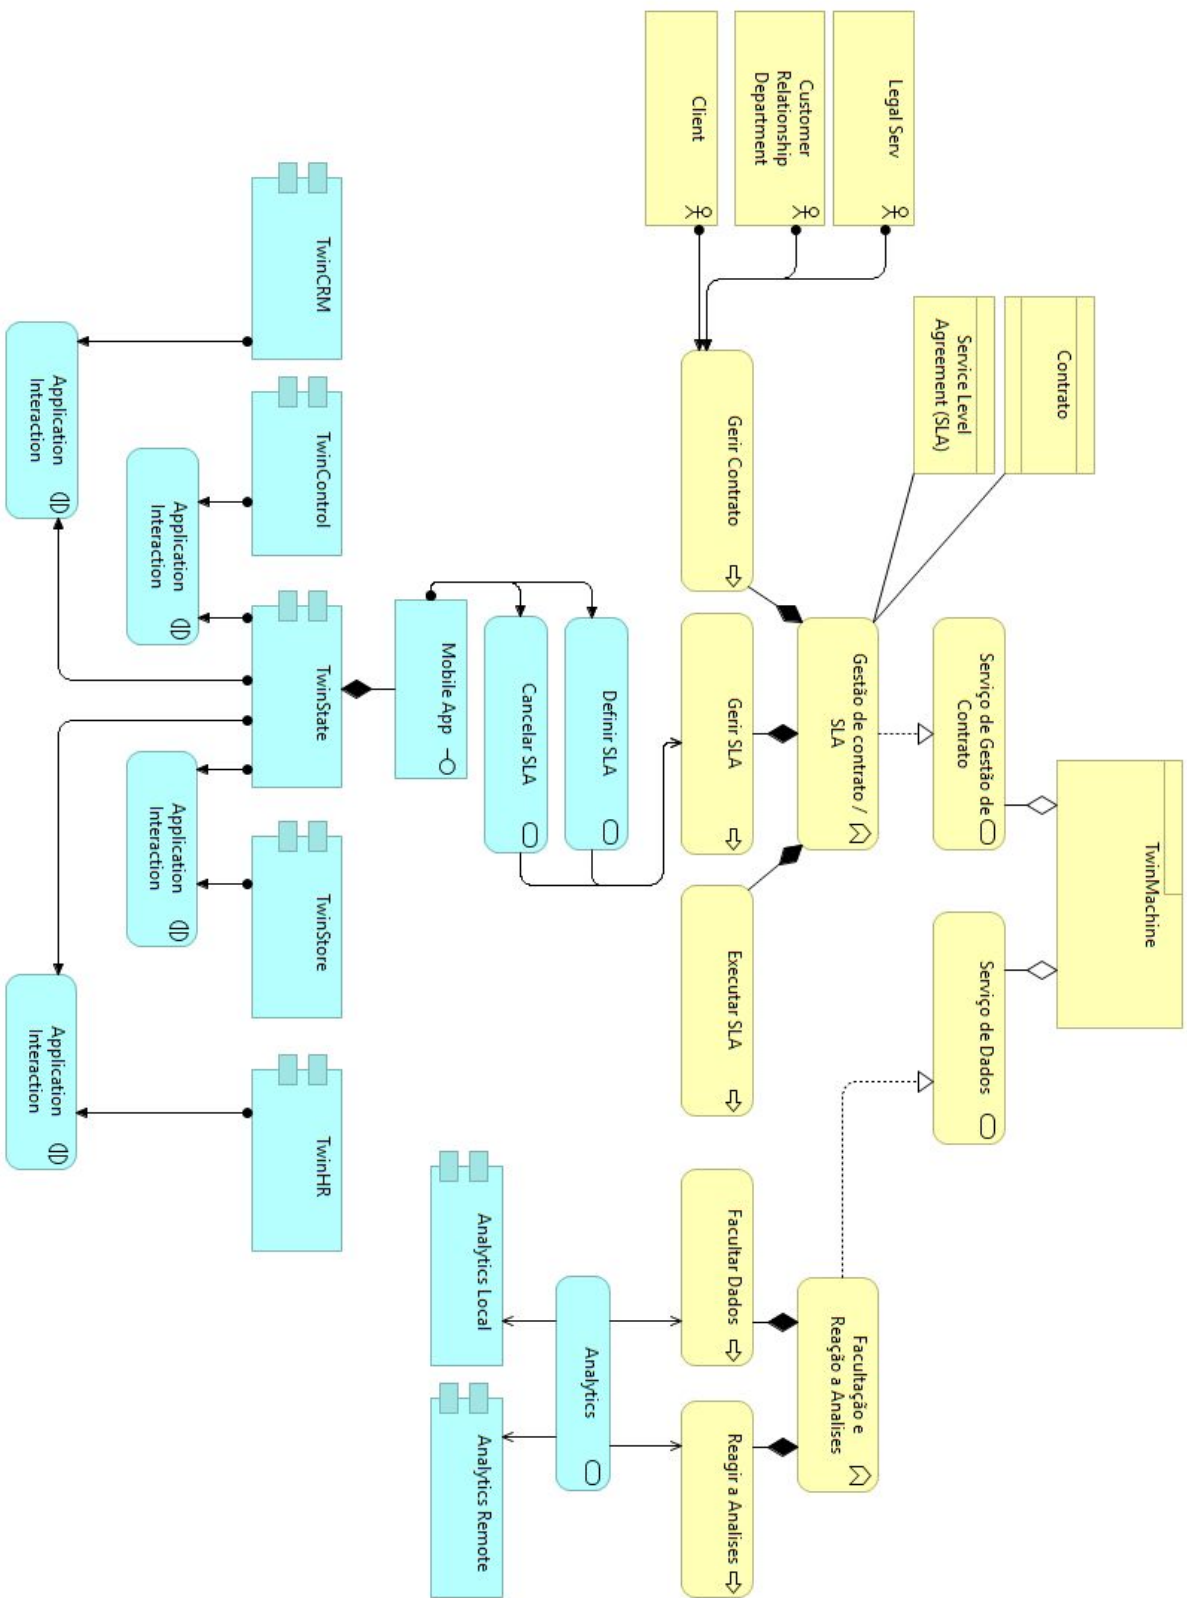 TwinMachine
Serviço de Gestão de
Contrato
Serviço de Dados
Contrato
Service Level
Agreement (SLA)
Legal Serv
Customer
Relationship
Department
Client
Gestão de contrato /
SLA
Facultação e
Reação a Analises
Gerir Contrato
Gerir SLA
Executar SLA
Facultar Dados
Reagir a Analises
Definir SLA
Cancelar SLA
Analytics
Mobile App
Analytics Local
Analytics Remote
TwinCRM
TwinControl
TwinState
TwinStore
TwinHR
Application
Interaction
Application
Interaction
Application
Interaction
Application
Interaction